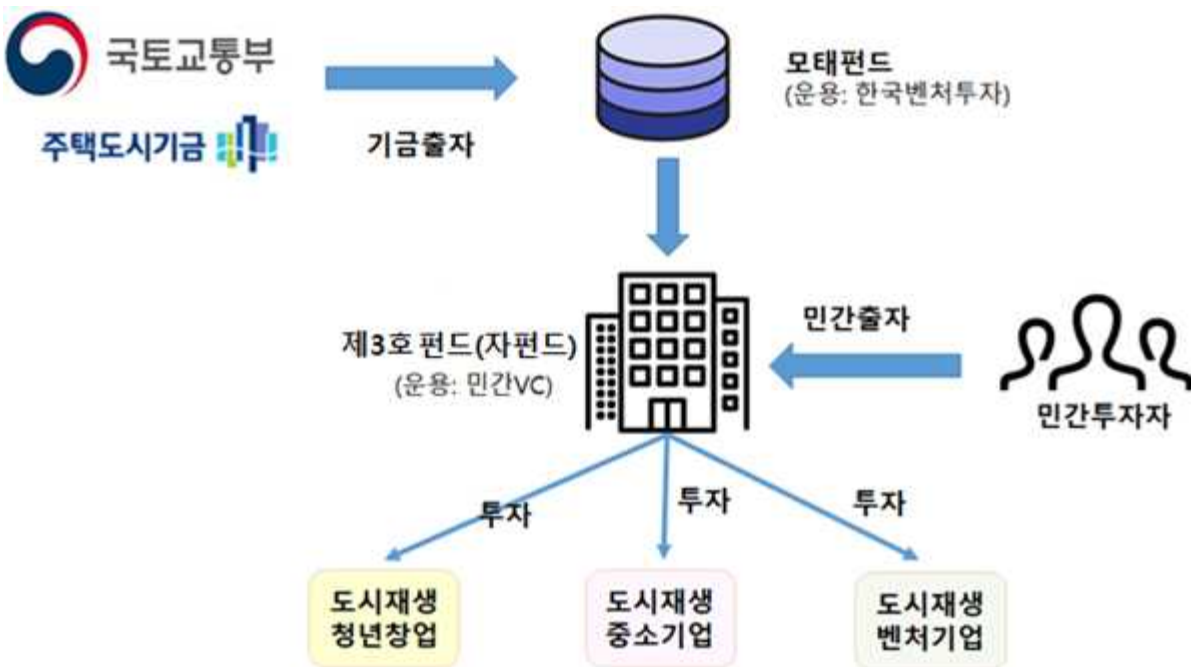 국토교통부
주택도시기금
기금출자
모태펀드
(운용: 한국벤처투자)
제3호 펀드(자펀드)
(운용: 민간VC)
민간출자
민간투자자
투자
투자
투자
도시재생
청년창업
도시재생
중소기업
도시재생
벤처기업